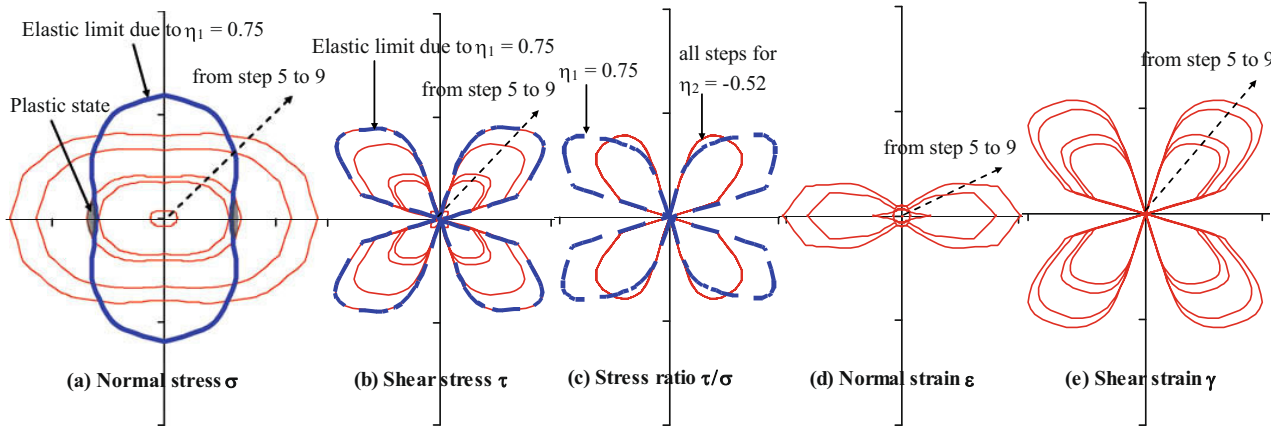 Elastic limit due to η₁ = 0.75
from step 5 to 9
Plastic state
(a) Normal stress σ
Elastic limit due to η₁ = 0.75
from step 5 to 9
(b) Shear stress τ
η₁ = 0.75
all steps for
η₂ = -0.52
(c) Stress ratio τ/σ
from step 5 to 9
(d) Normal strain ε
from step 5 to 9
(e) Shear strain γ